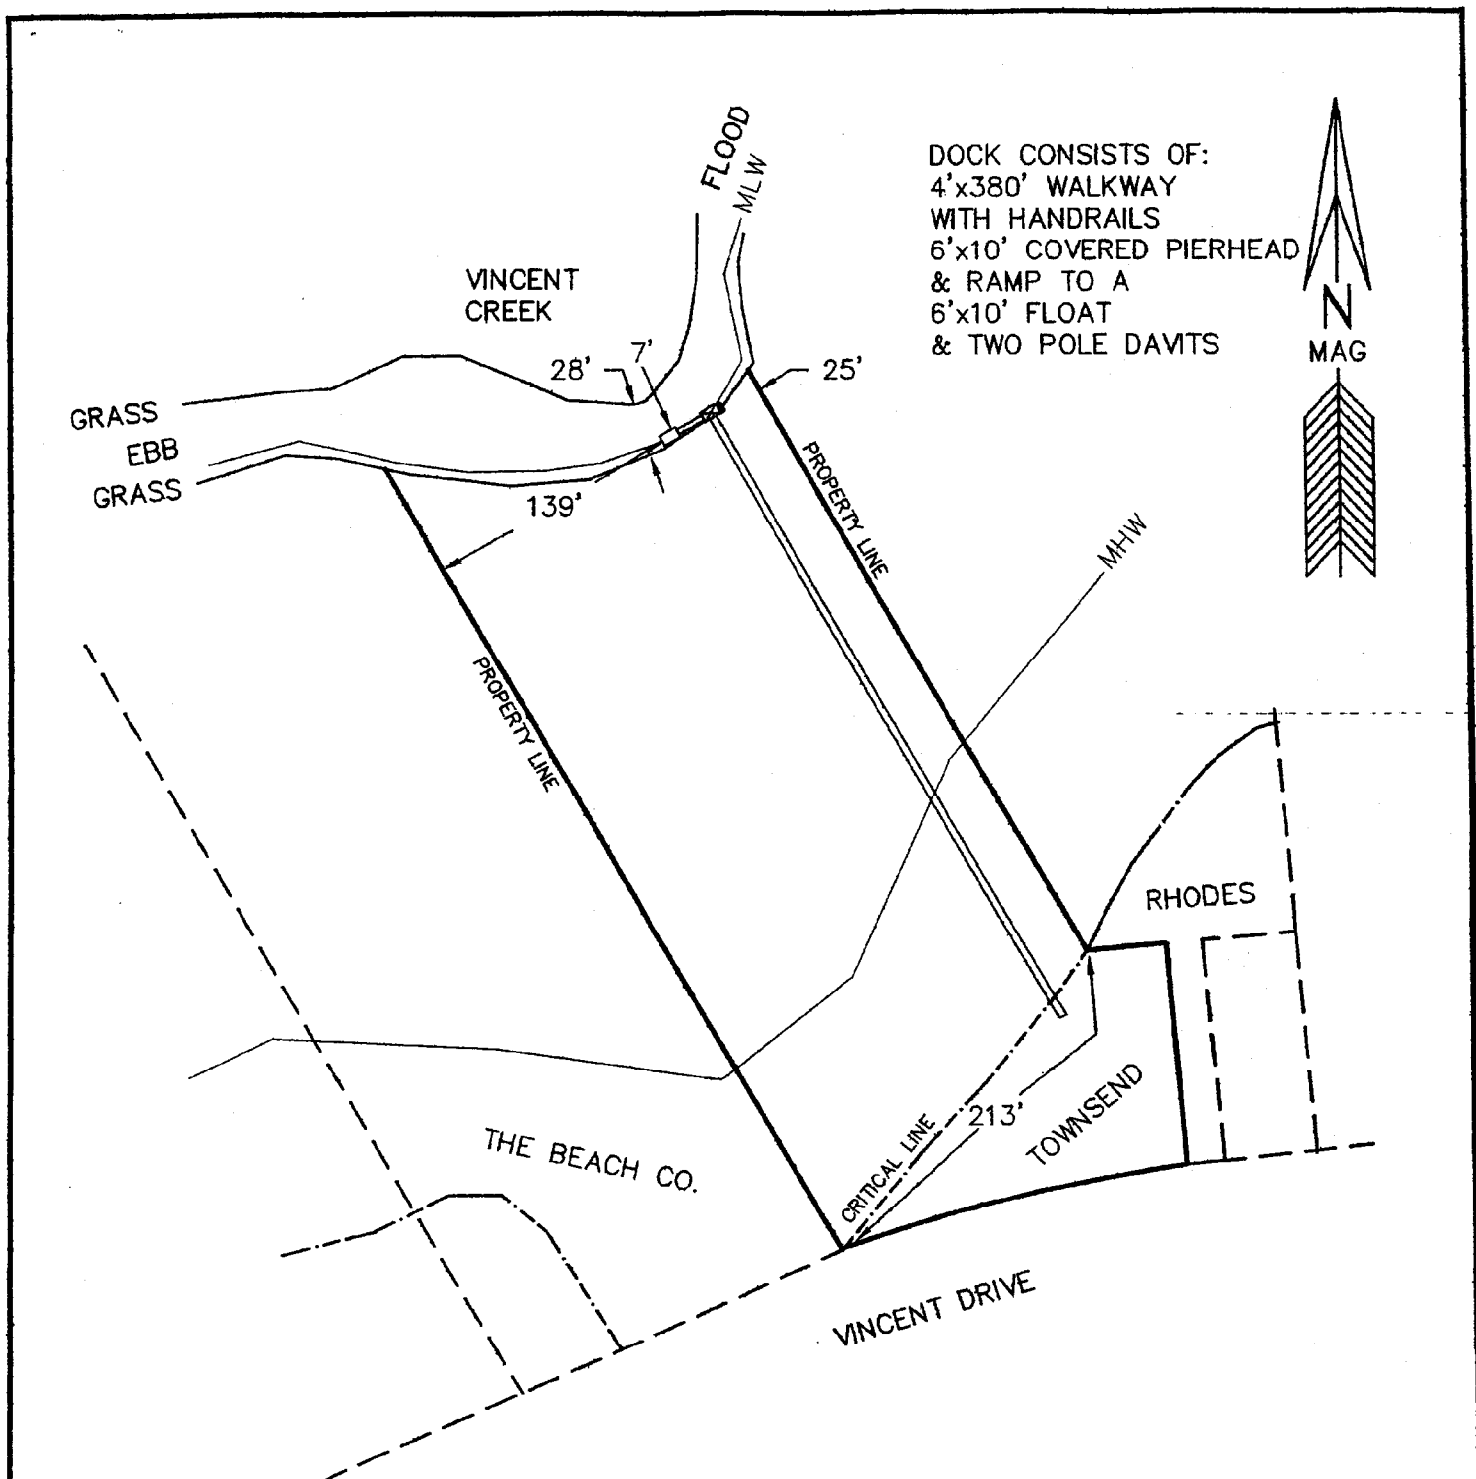 FLOOD
MLW
DOCK CONSISTS OF:
4'x380' WALKWAY
WITH HANDRAILS
6'x10' COVERED PIERHEAD
& RAMP TO A
6'x10' FLOAT
& TWO POLE DAVITS
N
MAG
VINCENT
CREEK
28'
7'
25'
GRASS
EBB
GRASS
139'
PROPERTY LINE
MHW
PROPERTY LINE
RHODES
213'
TOWNSEND
CRITICAL LINE
THE BEACH CO.
VINCENT DRIVE